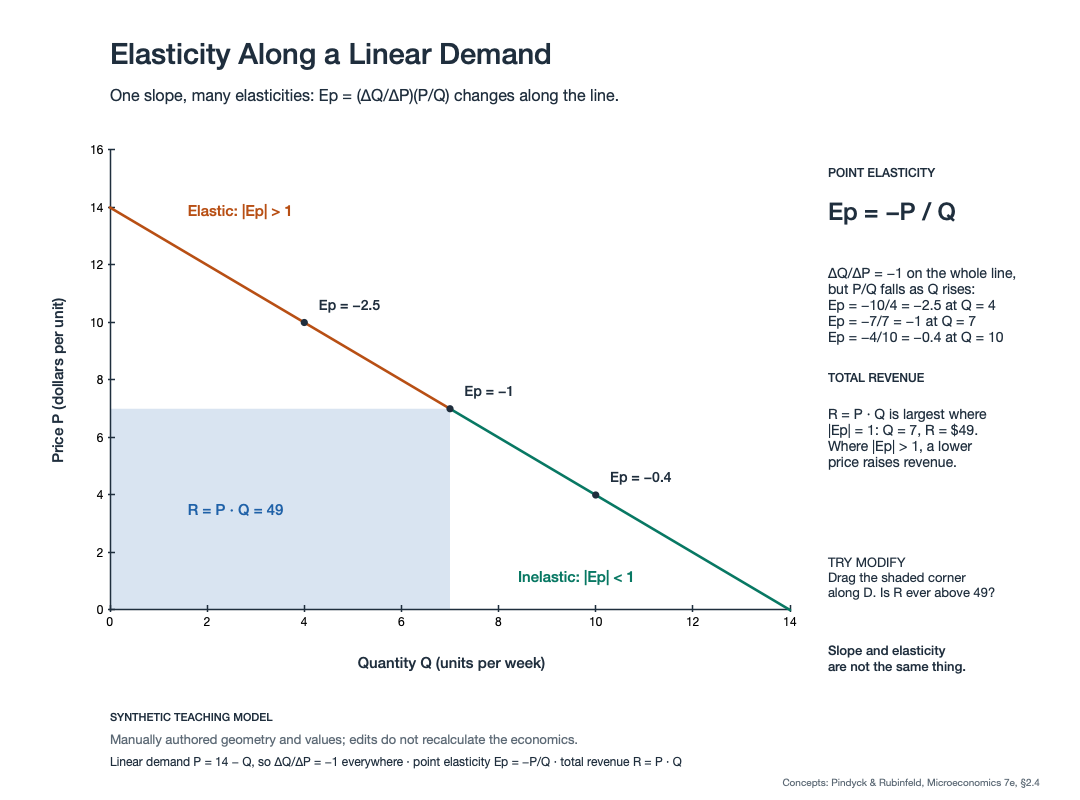 Elasticity Along a Linear Demand
One slope, many elasticities: Ep = (ΔQ/ΔP)(P/Q) changes along the line.
16
14
12
10
8
6
4
2
0
Price P (dollars per unit)
Elastic: |Ep| > 1
Ep = −2.5
Ep = −1
Ep = −0.4
R = P · Q = 49
Inelastic: |Ep| < 1
0
2
4
6
8
10
12
14
Quantity Q (units per week)
POINT ELASTICITY
Ep = −P / Q
ΔQ/ΔP = −1 on the whole line,
but P/Q falls as Q rises:
Ep = −10/4 = −2.5 at Q = 4
Ep = −7/7 = −1 at Q = 7
Ep = −4/10 = −0.4 at Q = 10
TOTAL REVENUE
R = P · Q is largest where
|Ep| = 1: Q = 7, R = $49.
Where |Ep| > 1, a lower
price raises revenue.
TRY MODIFY
Drag the shaded corner
along D. Is R ever above 49?
Slope and elasticity
are not the same thing.
SYNTHETIC TEACHING MODEL
Manually authored geometry and values; edits do not recalculate the economics.
Linear demand P = 14 − Q, so ΔQ/ΔP = −1 everywhere · point elasticity Ep = −P/Q · total revenue R = P · Q
Concepts: Pindyck & Rubinfeld, Microeconomics 7e, §2.4